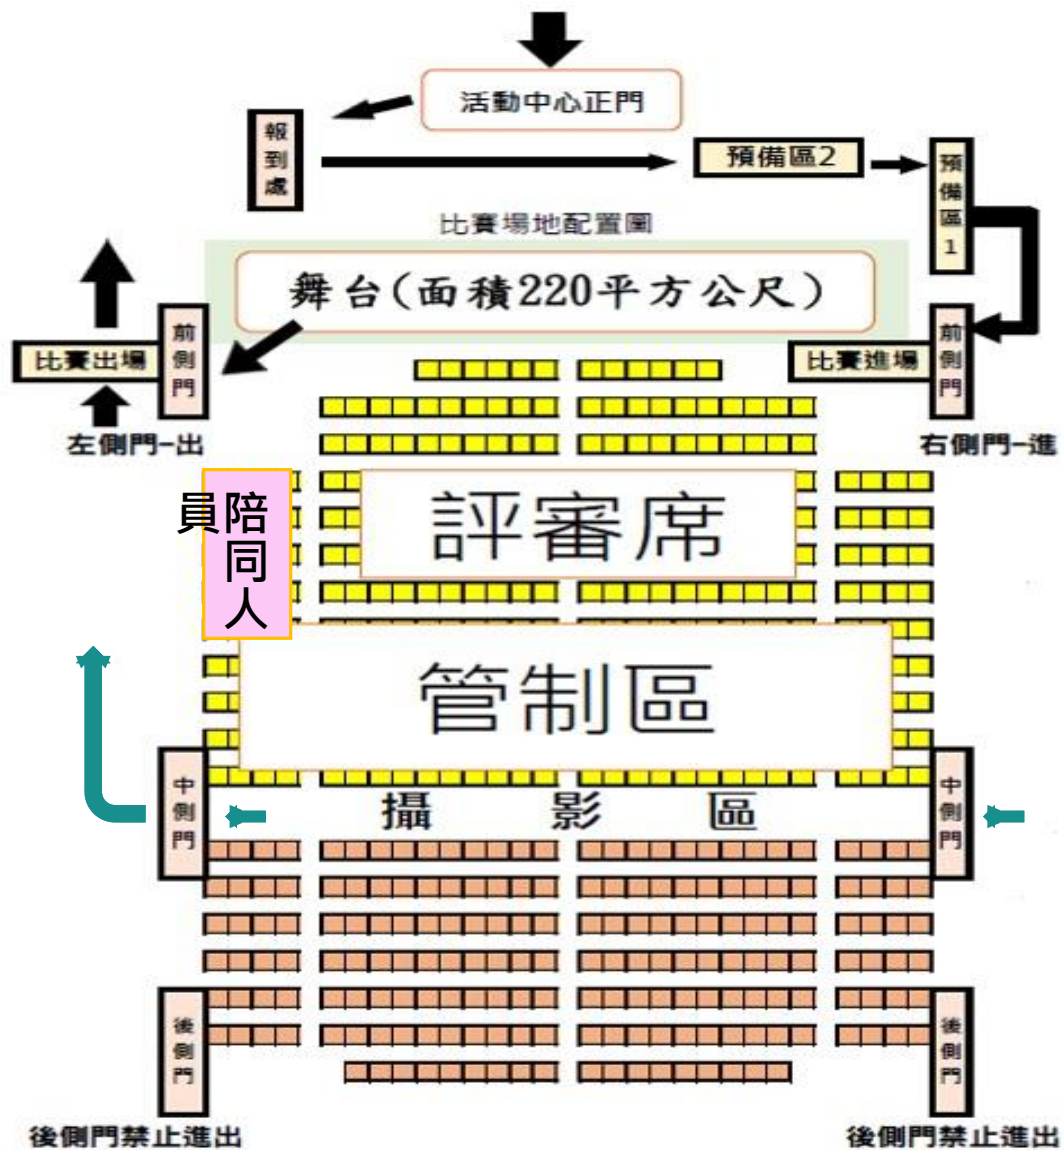 活動中心正門
報到處
預備區2
預備區1
比賽場地配置圖
舞台(面積220平方公尺)
前側門
比賽出場
左側門-出
比賽進場
前側門
右側門-進
陪同人員
評審席
管制區
中側門
攝影區
中側門
後側門
後側門
後側門禁止進出
後側門禁止進出